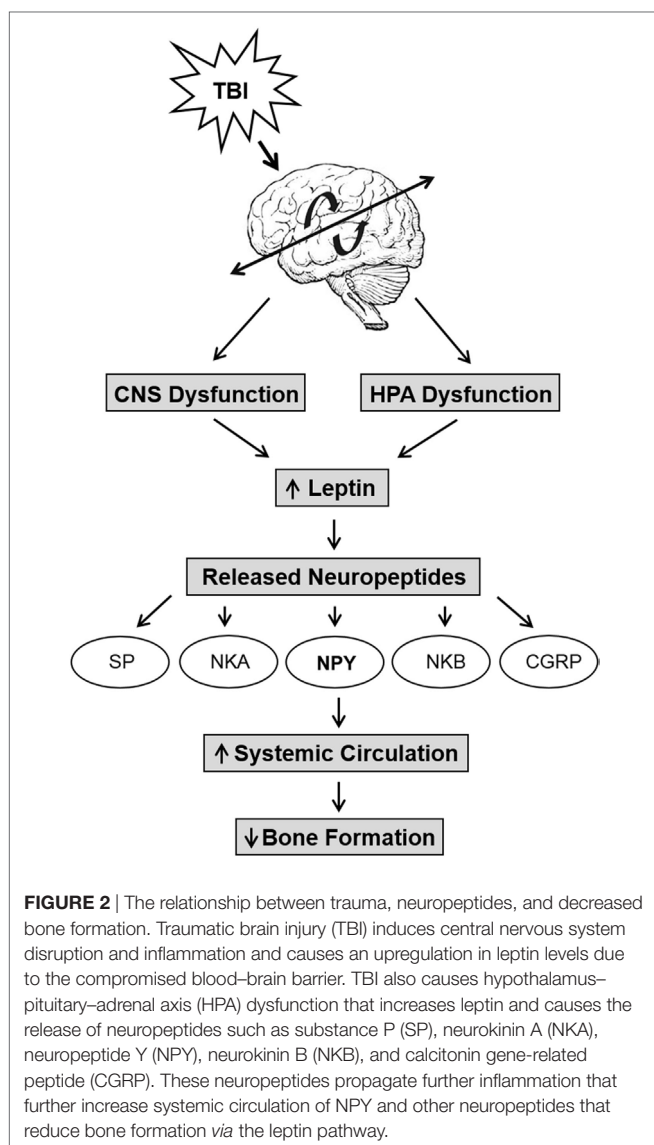 TBI
CNS Dysfunction
HPA Dysfunction
↑ Leptin
Released Neuropeptides
SP
NKA
NPY
NKB
CGRP
↑ Systemic Circulation
↓ Bone Formation
FIGURE 2 | The relationship between trauma, neuropeptides, and decreased
bone formation. Traumatic brain injury (TBI) induces central nervous system
disruption and inflammation and causes an upregulation in leptin levels due
to the compromised blood–brain barrier. TBI also causes hypothalamus–
pituitary–adrenal axis (HPA) dysfunction that increases leptin and causes the
release of neuropeptides such as substance P (SP), neurokinin A (NKA),
neuropeptide Y (NPY), neurokinin B (NKB), and calcitonin gene-related
peptide (CGRP). These neuropeptides propagate further inflammation that
further increase systemic circulation of NPY and other neuropeptides that
reduce bone formation via the leptin pathway.